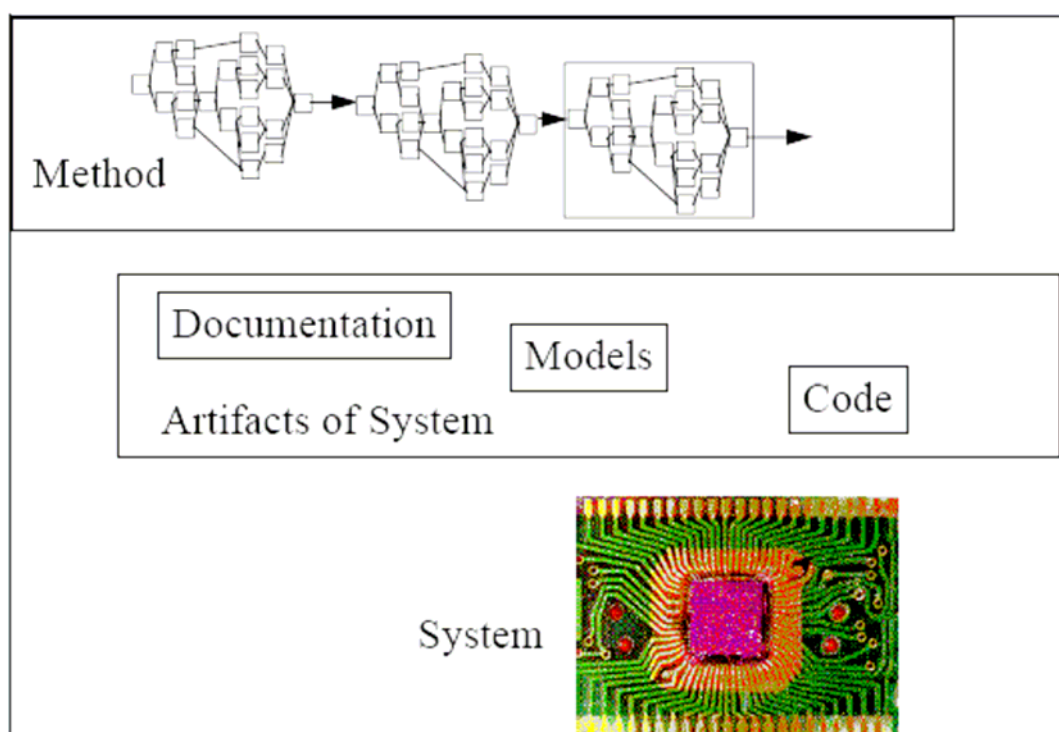 Method
Documentation
Models
Code
Artifacts of System
System